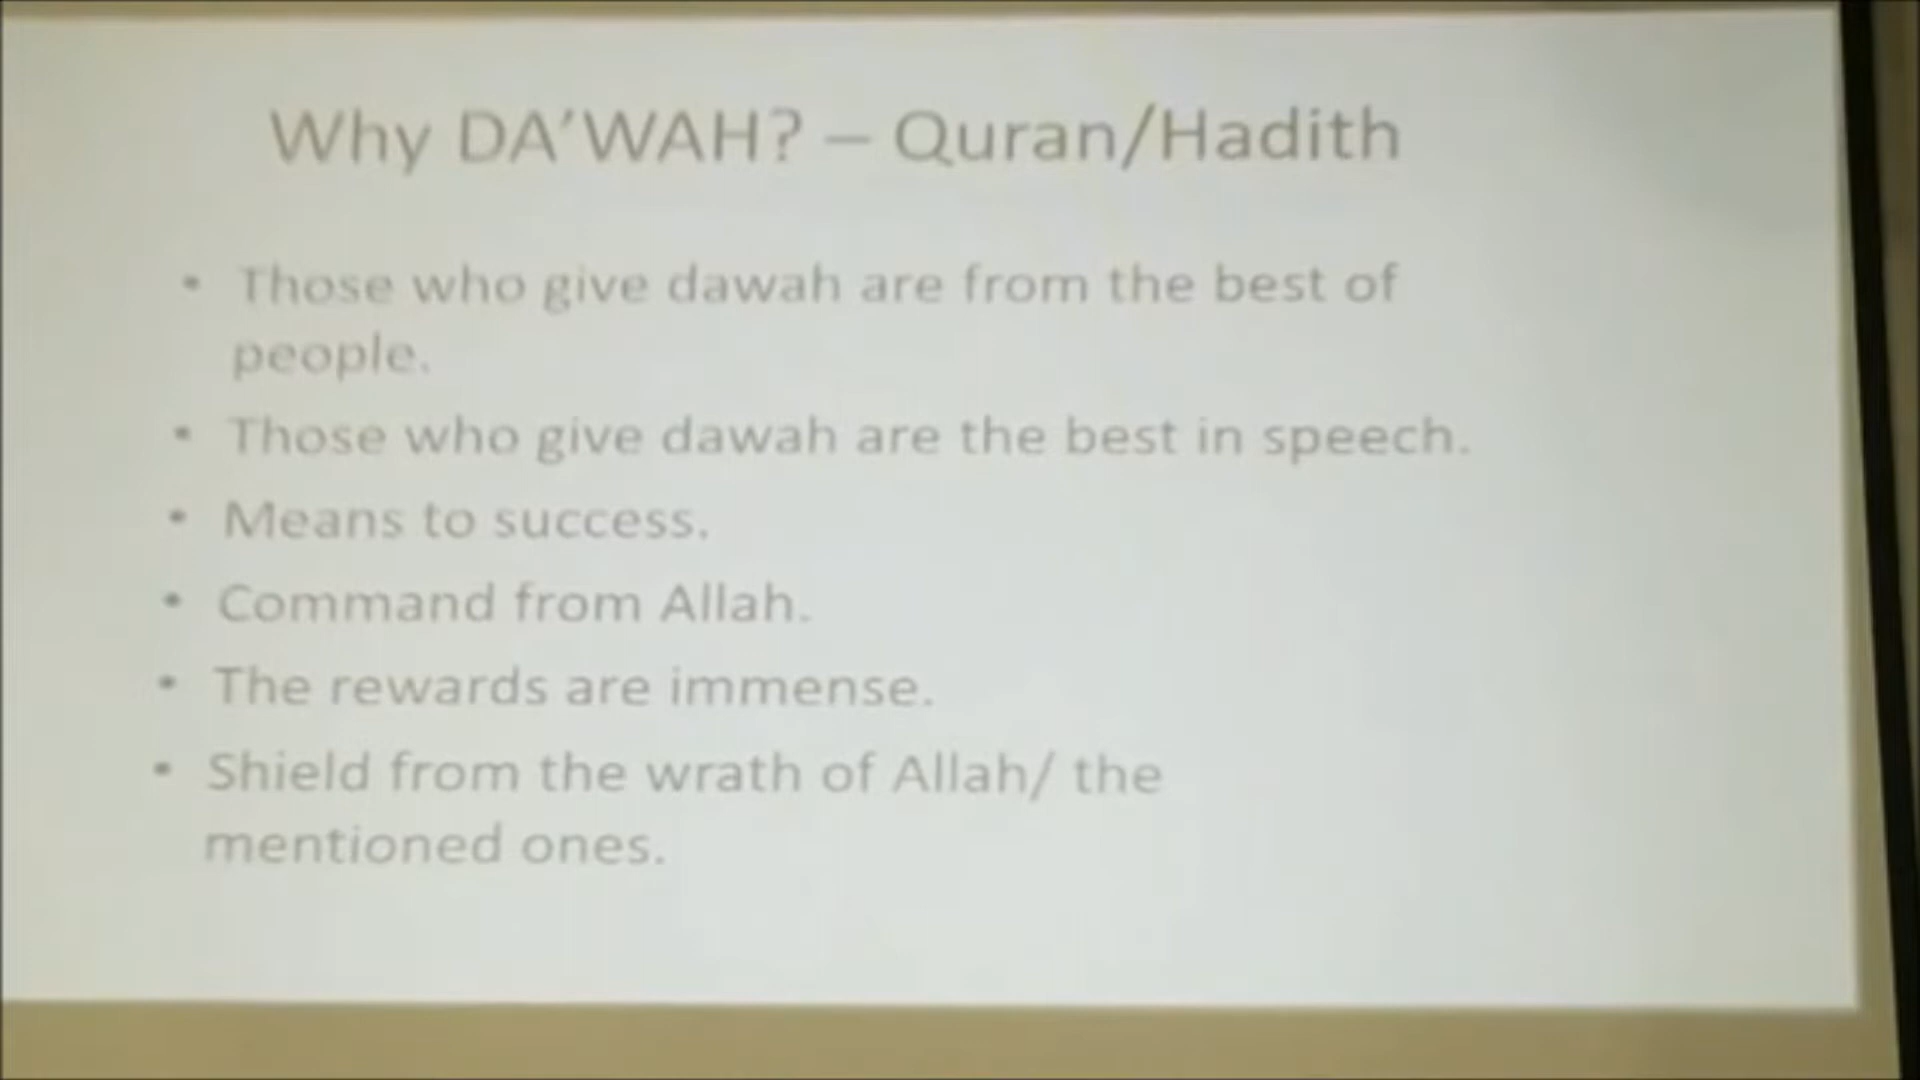 Why DA'WAH? – Quran/Hadith
• Those who give dawah are from the best of
people.
• Those who give dawah are the best in speech.
• Means to success.
• Command from Allah.
• The rewards are immense.
• Shield from the wrath of Allah/ the
mentioned ones.